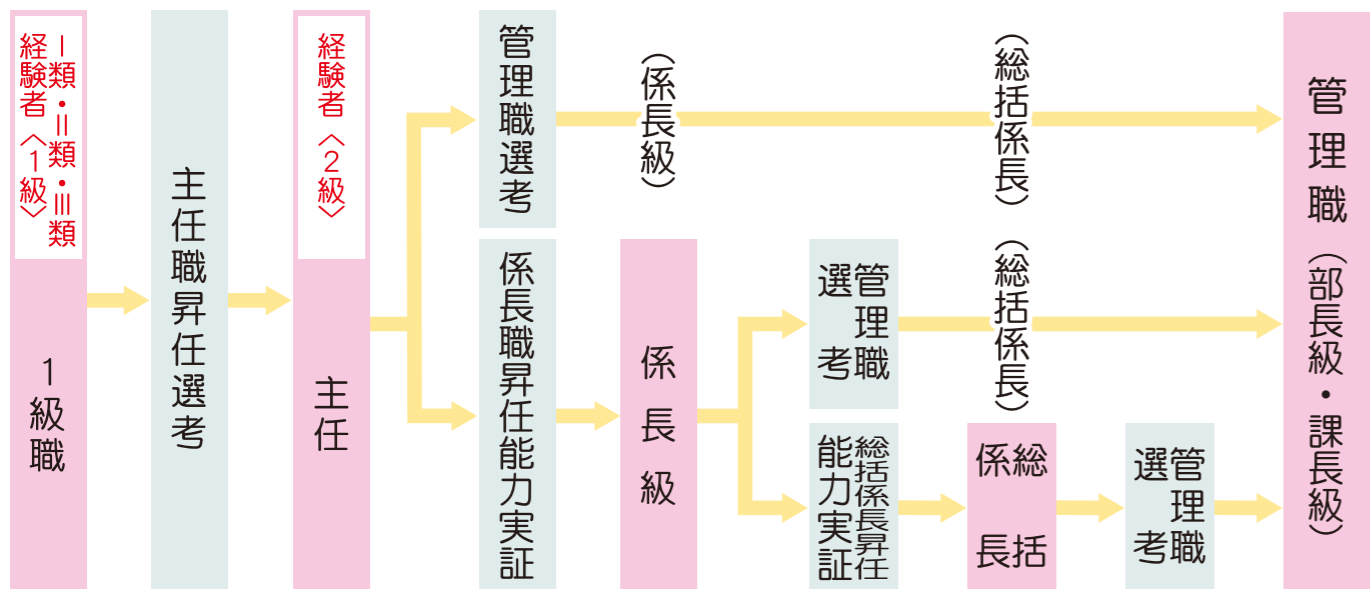 Ⅰ類・Ⅱ類・Ⅲ類
経験者〈1級〉
1級職
主任職昇任選考
経験者〈2級〉
主任
管理職選考
(係長級)
(総括係長)
係長職昇任能力実証
係長級
管理職
選考
(総括係長)
総括係長昇任
能力実証
総括
係長
管理職
選考
管理職(部長級・課長級)